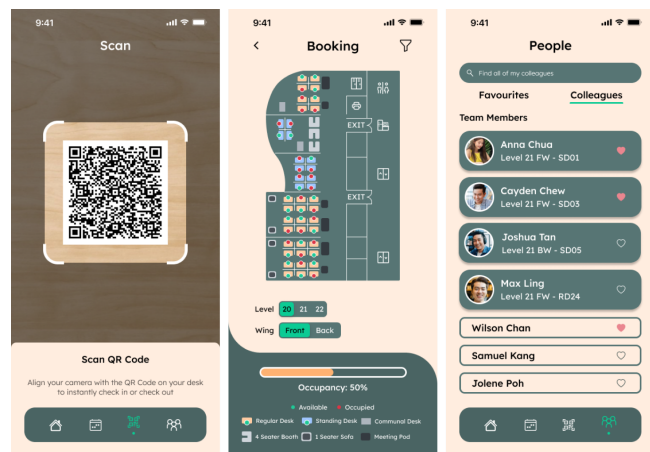 9:41
Scan
Scan QR Code
Align your camera with the QR Code on your desk
to instantly check in or check out
9:41
Booking
EXIT
EXIT
Level 20 21 22
Wing Front Back
Occupancy: 50%
Available Occupied
Regular Desk Standing Desk Communal Desk
4 Seater Booth 1 Seater Sofa Meeting Pod
9:41
People
Find all of my colleagues
Favourites Colleagues
Team Members
Anna Chua
Level 21 FW - SD01
Cayden Chew
Level 21 FW - SD03
Joshua Tan
Level 21 BW - SD05
Max Ling
Level 21 FW - RD24
Wilson Chan
Samuel Kang
Jolene Poh